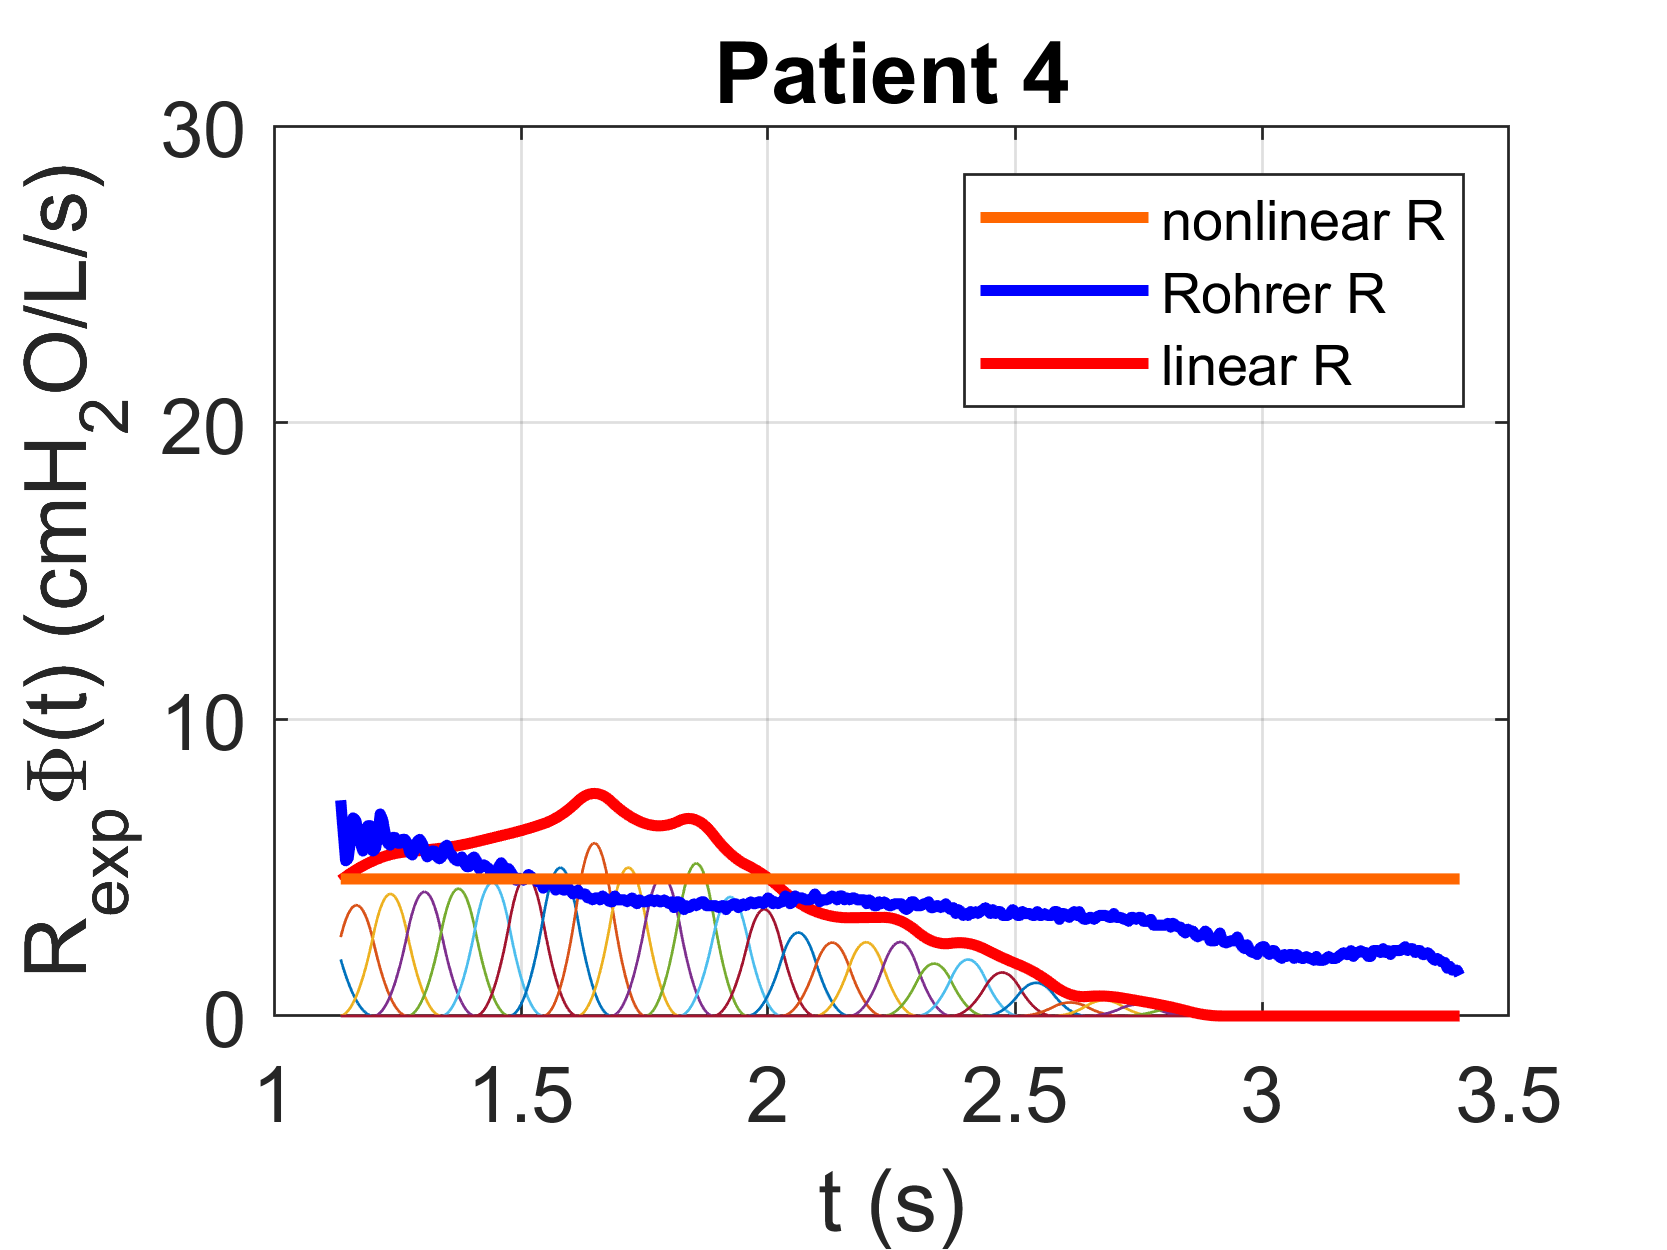 Patient 4
R_expΦ(t) (cmH_2O/L/s)
30
20
10
0
nonlinear R
Rohrer R
linear R
1 1.5 2 2.5 3 3.5
t (s)